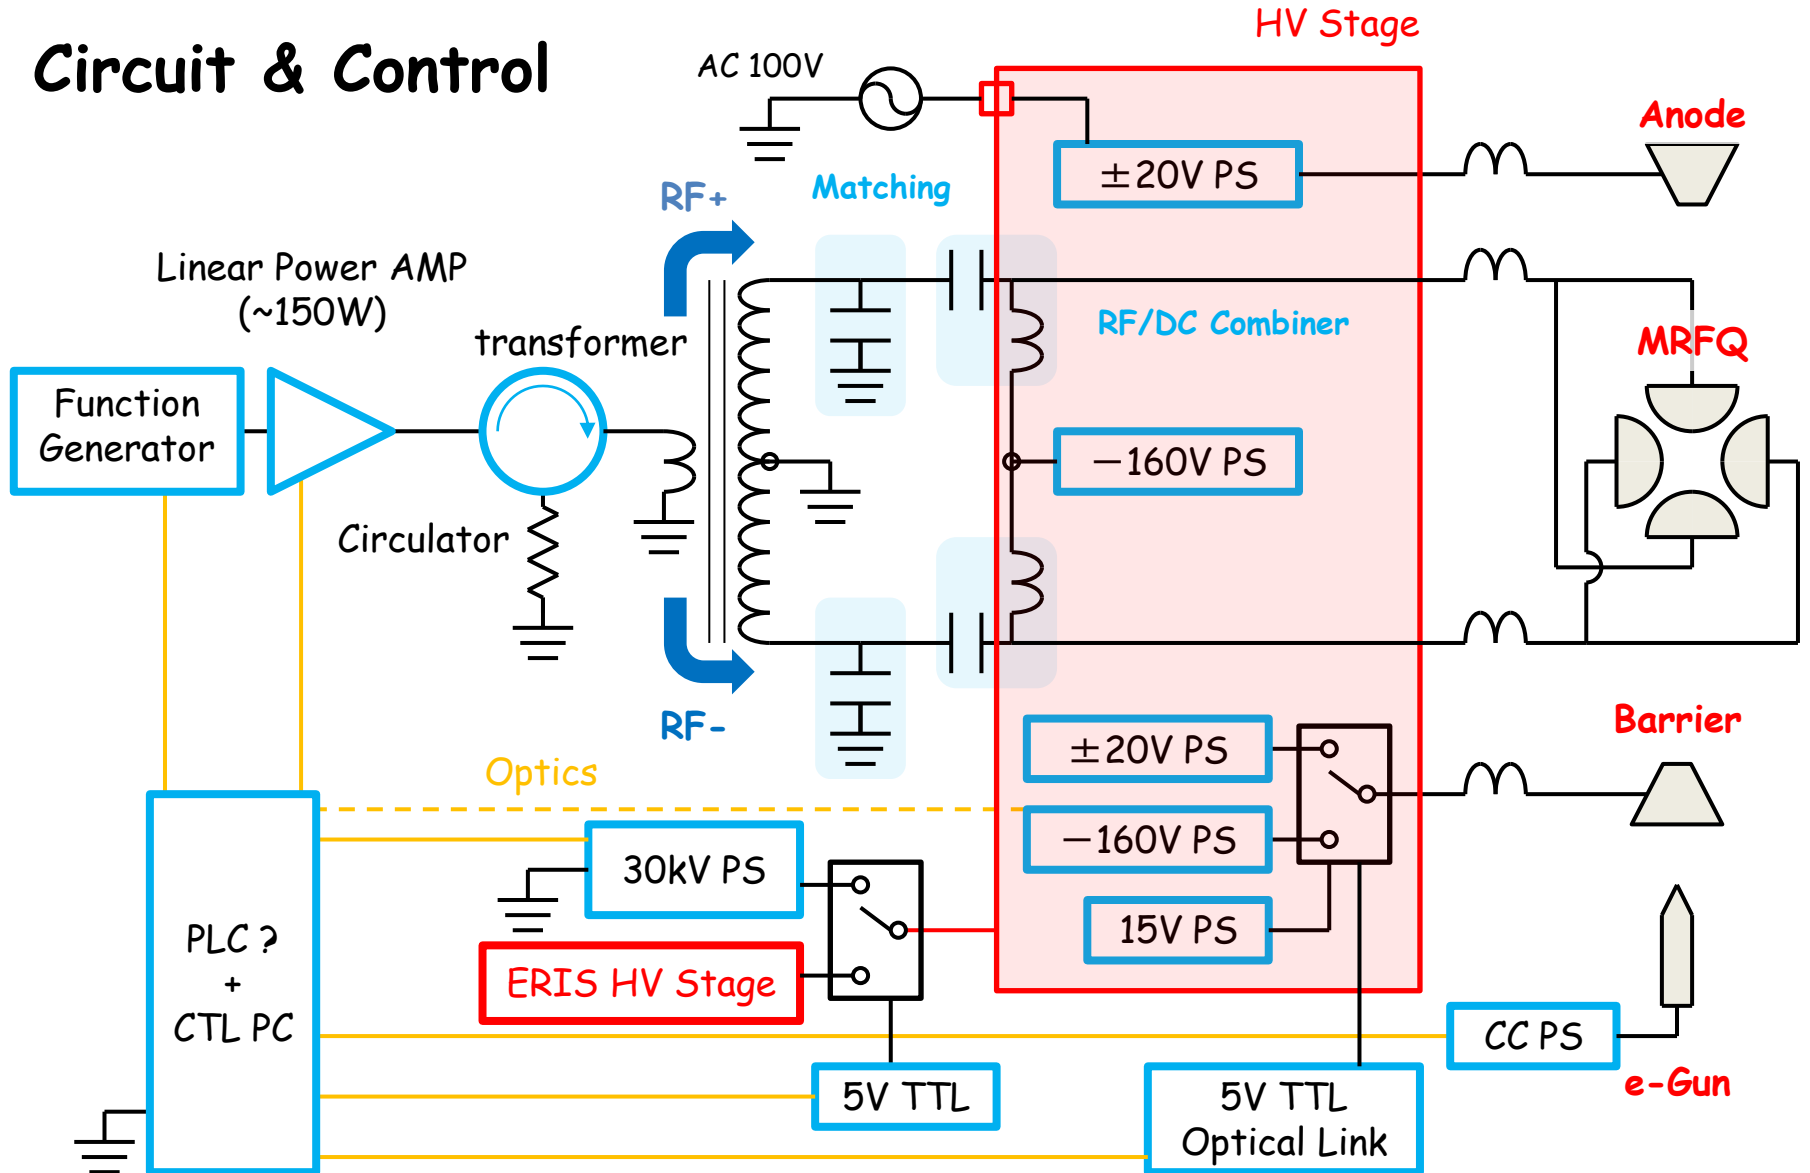 Circuit & Control
HV Stage
AC 100V
Anode
±20V PS
RF+
Matching
Linear Power AMP
(~150W)
transformer
RF/DC Combiner
MRFQ
Function
Generator
−160V PS
Circulator
RF-
Barrier
±20V PS
Optics
−160V PS
30kV PS
15V PS
PLC ?
+
CTL PC
ERIS HV Stage
CC PS
e-Gun
5V TTL
5V TTL
Optical Link